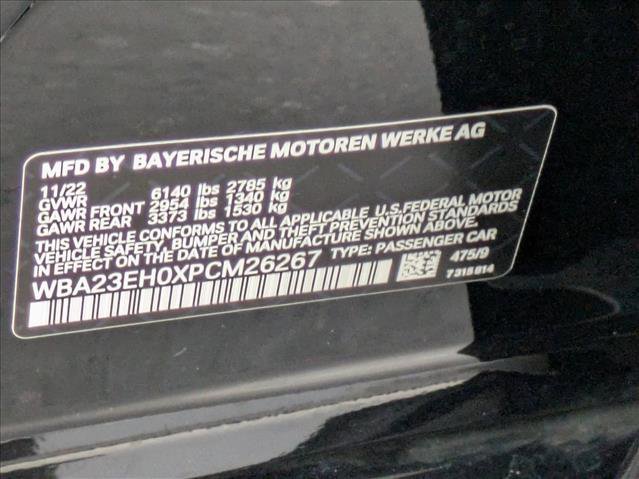 MFD BY BAYERISCHE MOTOREN WERKE AG
11/22 6140 lbs 2785 kg
GVWR
GAWR FRONT 2954 lbs 1340 kg
GAWR REAR 3373 lbs 1530 kg
THIS VEHICLE CONFORMS TO ALL APPLICABLE U.S.FEDERAL MOTOR
VEHICLE SAFETY, BUMPER AND THEFT PREVENTION STANDARDS
IN EFFECT ON THE DATE OF MANUFACTURE SHOWN ABOVE.
WBA23EH0XPCM26267 TYPE: PASSENGER CAR
475/9
7315814